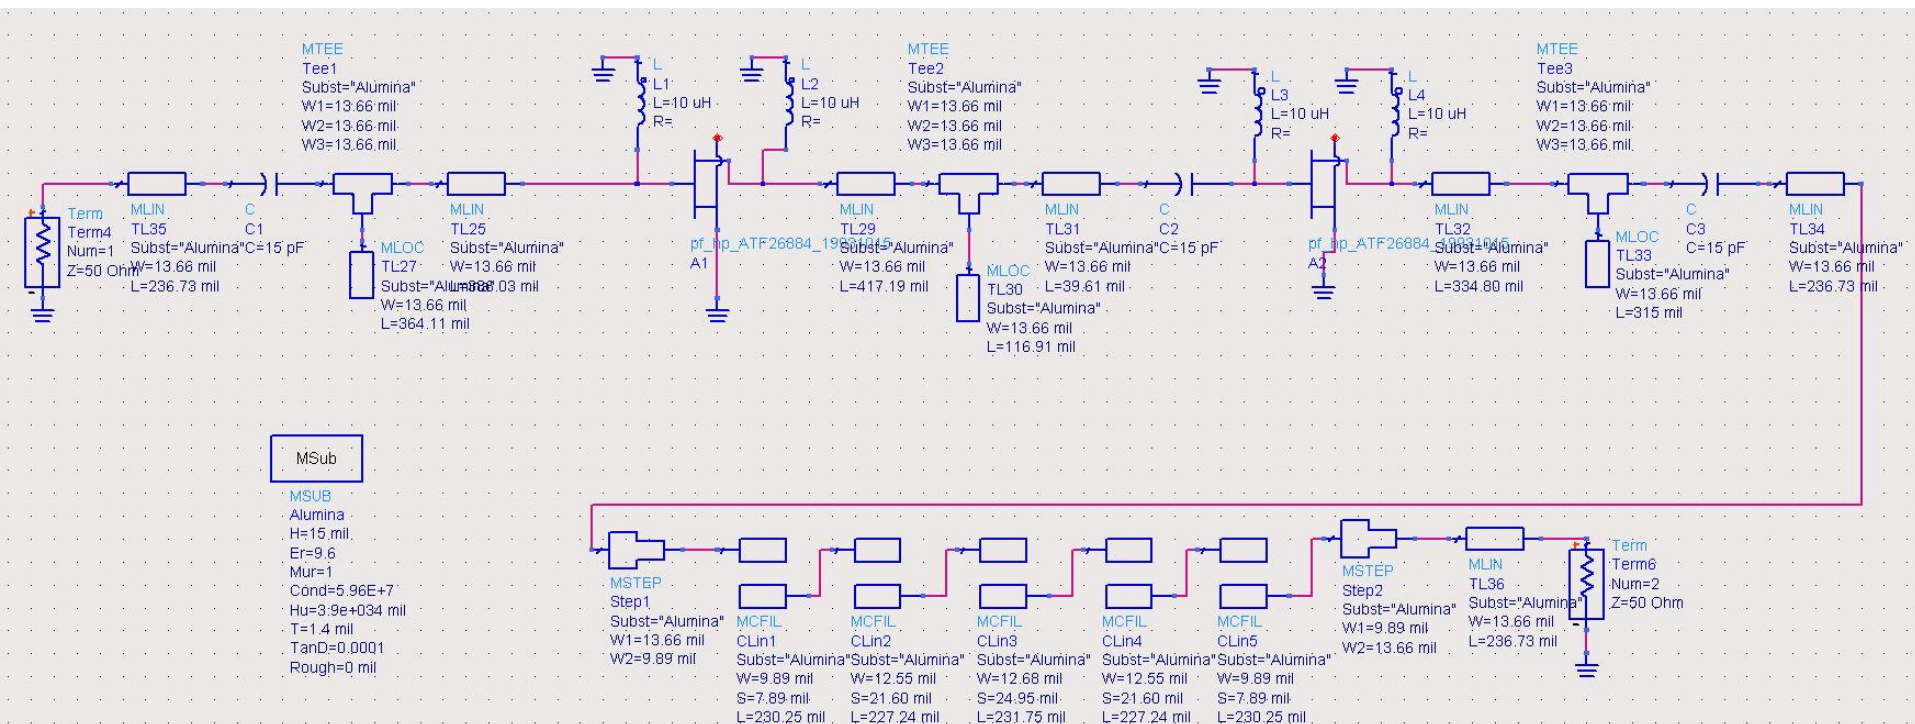 MTEE
Tee1
Subst="Alumina"
W1=13.66 mil
W2=13.66 mil
W3=13.66 mil
L
L1
L=10 uH
R=
L
L2
L=10 uH
R=
MTEE
Tee2
Subst="Alumina"
W1=13.66 mil
W2=13.66 mil
W3=13.66 mil
L
L3
L=10 uH
R=
L
L4
L=10 uH
R=
MTEE
Tee3
Subst="Alumina"
W1=13.66 mil
W2=13.66 mil
W3=13.66 mil
Term
Term4
Num=1
Z=50 Ohm
MLIN
TL35
Subst="Alumina"
W=13.66 mil
L=236.73 mil
C
C1
C=15 pF
MLOC
TL27
Subst="Alumina"
W=13.66 mil
L=364.11 mil
MLIN
TL25
Subst="Alumina"
W=13.66 mil
pf_hp_ATF26884_19921015
A1
MLIN
TL29
Subst="Alumina"
W=13.66 mil
L=417.19 mil
MLOC
TL30
Subst="Alumina"
W=13.66 mil
L=116.91 mil
MLIN
TL31
Subst="Alumina"
W=13.66 mil
L=39.61 mil
C
C2
C=15 pF
pf_hp_ATF26884_19921015
A2
MLIN
TL32
Subst="Alumina"
W=13.66 mil
L=334.80 mil
MLOC
TL33
Subst="Alumina"
W=13.66 mil
L=315 mil
C
C3
C=15 pF
MLIN
TL34
Subst="Alumina"
W=13.66 mil
L=236.73 mil
MSub
MSUB
Alumina
H=15 mil
Er=9.6
Mur=1
Cond=5.96E+7
Hu=3.9e+034 mil
T=1.4 mil
TanD=0.0001
Rough=0 mil
MSTEP
Step1
Subst="Alumina"
W1=13.66 mil
W2=9.89 mil
MCFIL
CLin1
Subst="Alumina"
W=9.89 mil
S=7.89 mil
L=230.25 mil
MCFIL
CLin2
Subst="Alumina"
W=12.55 mil
S=21.60 mil
L=227.24 mil
MCFIL
CLin3
Subst="Alumina"
W=12.68 mil
S=24.95 mil
L=231.75 mil
MCFIL
CLin4
Subst="Alumina"
W=12.55 mil
S=21.60 mil
L=227.24 mil
MCFIL
CLin5
Subst="Alumina"
W=9.89 mil
S=7.89 mil
L=230.25 mil
MSTEP
Step2
Subst="Alumina"
W1=9.89 mil
W2=13.66 mil
MLIN
TL36
Subst="Alumina"
W=13.66 mil
L=236.73 mil
Term
Term6
Num=2
Z=50 Ohm